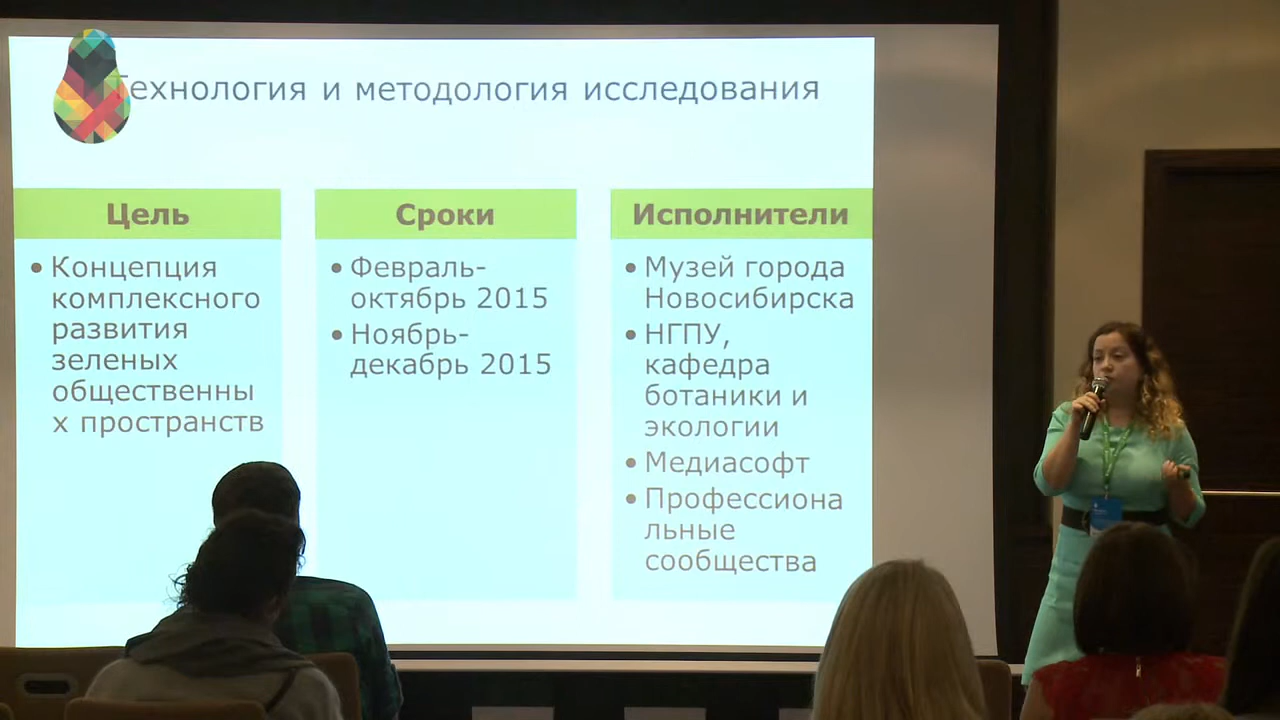 Технология и методология исследования
Цель
• Концепция
комплексного
развития
зеленых
общественны
х пространств
Сроки
• Февраль-
октябрь 2015
• Ноябрь-
декабрь 2015
Исполнители
• Музей города
Новосибирска
• НГПУ,
кафедра
ботаники и
экологии
• Медиасофт
• Профессиона
льные
сообщества